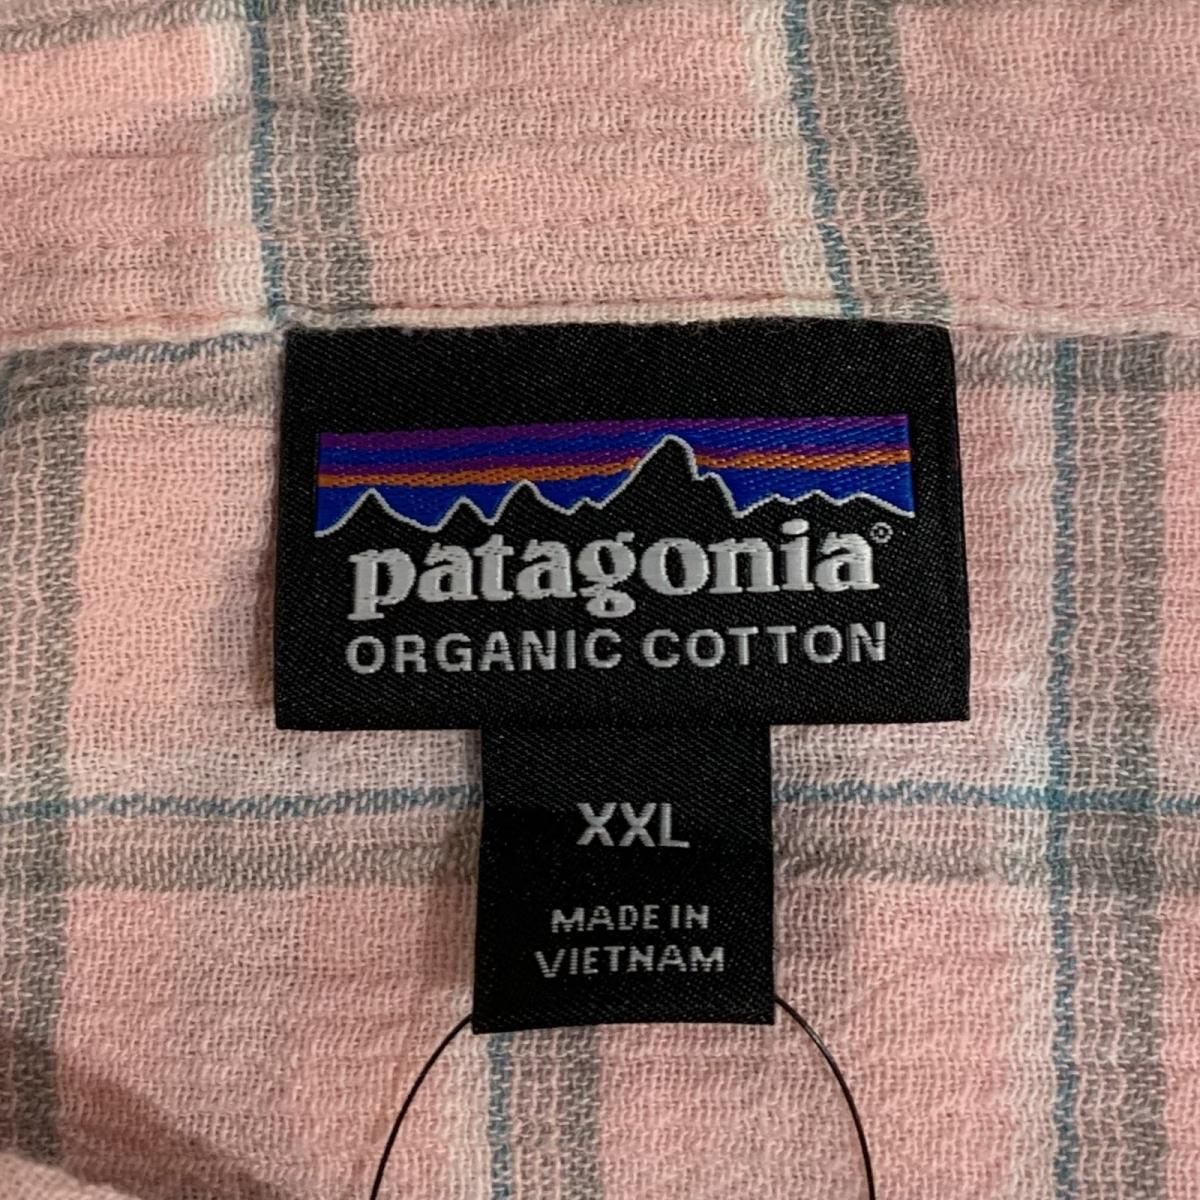 patagonia®
ORGANIC COTTON
XXL
MADE IN
VIETNAM